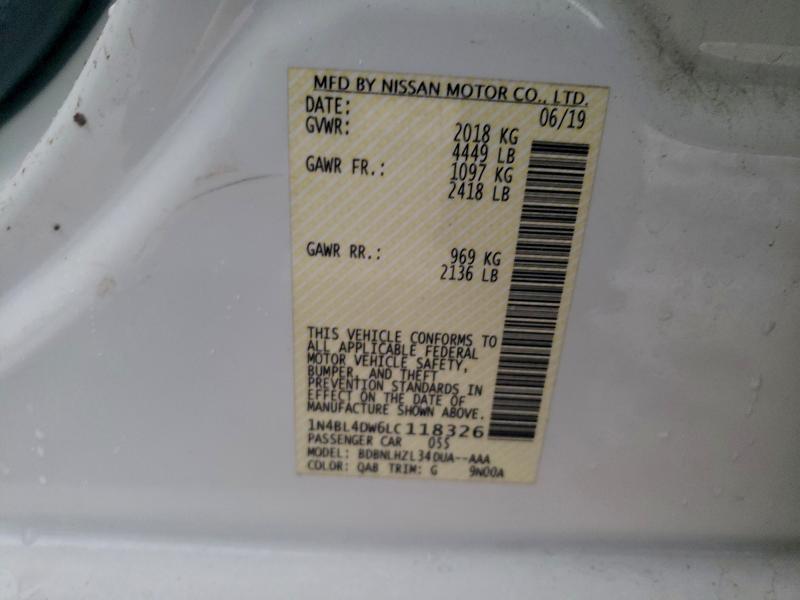 MFD BY NISSAN MOTOR CO., LTD.
DATE: 06/19
GVWR: 2018 KG
4449 LB
GAWR FR.: 1097 KG
2418 LB
GAWR RR.: 969 KG
2136 LB
THIS VEHICLE CONFORMS TO
ALL APPLICABLE FEDERAL
MOTOR VEHICLE SAFETY,
BUMPER, AND THEFT
PREVENTION STANDARDS IN
EFFECT ON THE DATE OF
MANUFACTURE SHOWN ABOVE.
1N4BL4DW6LC118326
PASSENGER CAR 055
MODEL: BDBNLHZL34DUA--AAA
COLOR: QAB TRIM: G 9N00A